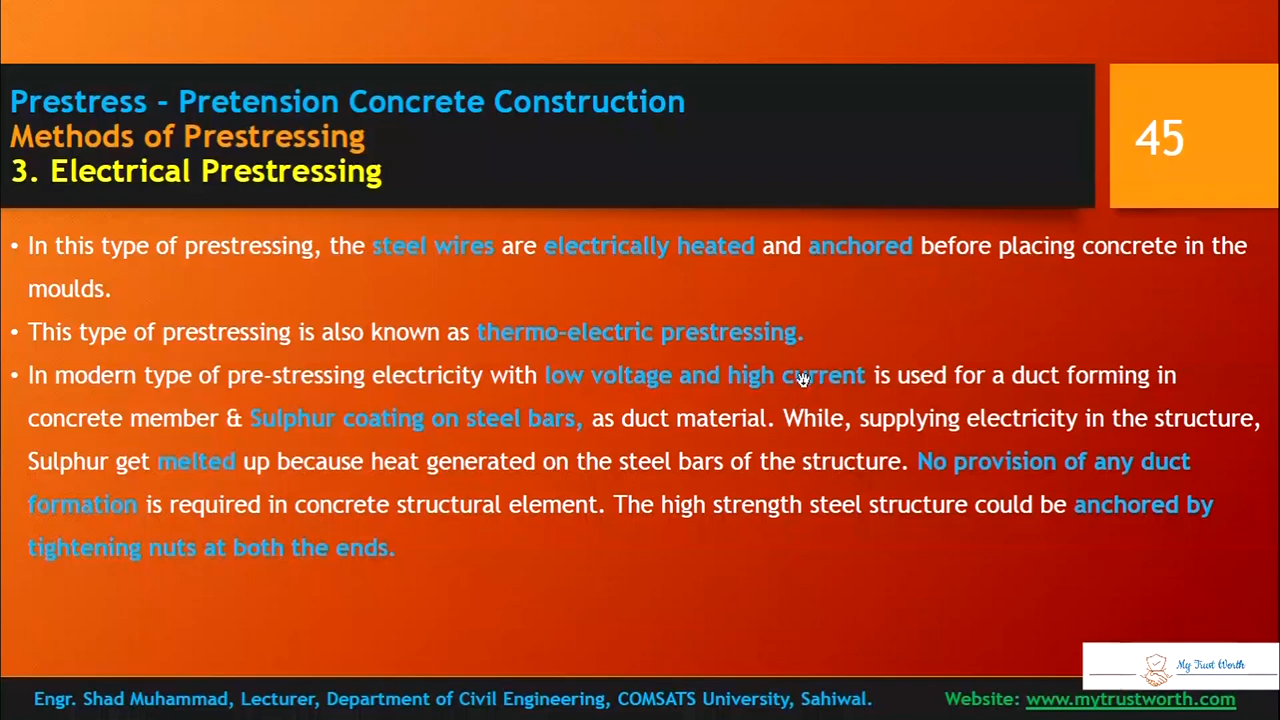 Prestress - Pretension Concrete Construction
Methods of Prestressing
3. Electrical Prestressing
45
• In this type of prestressing, the steel wires are electrically heated and anchored before placing concrete in the
moulds.
• This type of prestressing is also known as thermo-electric prestressing.
• In modern type of pre-stressing electricity with low voltage and high current is used for a duct forming in
concrete member & Sulphur coating on steel bars, as duct material. While, supplying electricity in the structure,
Sulphur get melted up because heat generated on the steel bars of the structure. No provision of any duct
formation is required in concrete structural element. The high strength steel structure could be anchored by
tightening nuts at both the ends.
My Trust Worth
Engr. Shad Muhammad, Lecturer, Department of Civil Engineering, COMSATS University, Sahiwal.
Website: www.mytrustworth.com